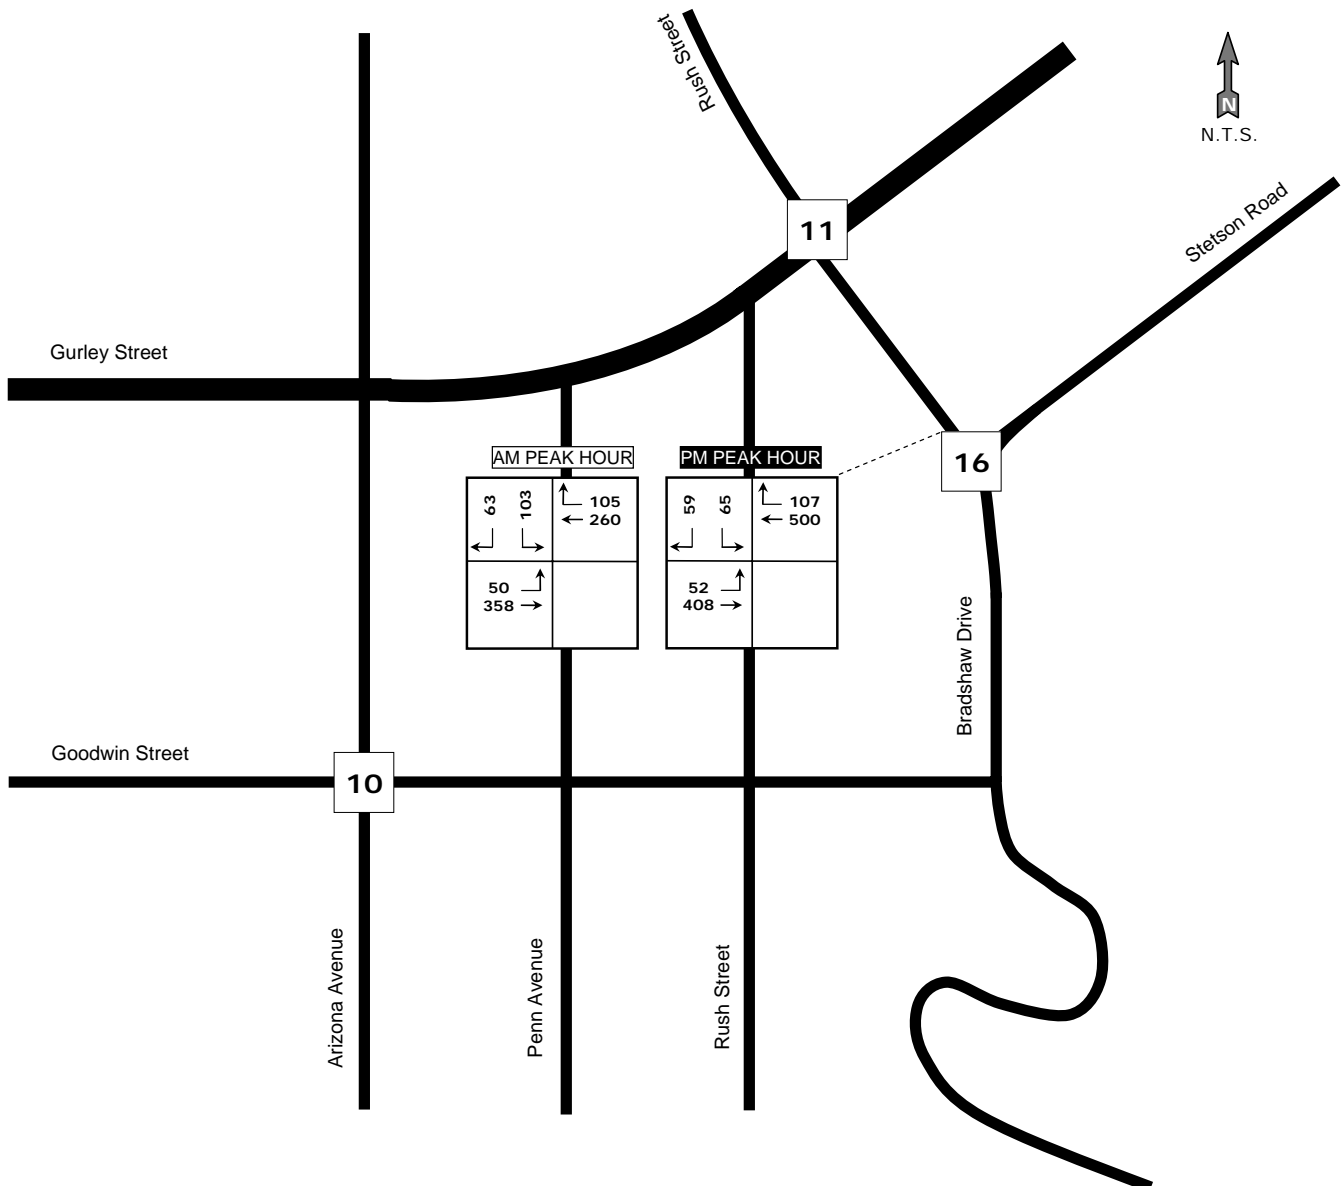 Rush Street
N
N.T.S.
11
Stetson Road
Gurley Street
AM PEAK HOUR
PM PEAK HOUR
16
63
103
105
260
50
358
59
65
107
500
52
408
Bradshaw Drive
Goodwin Street
10
Arizona Avenue
Penn Avenue
Rush Street